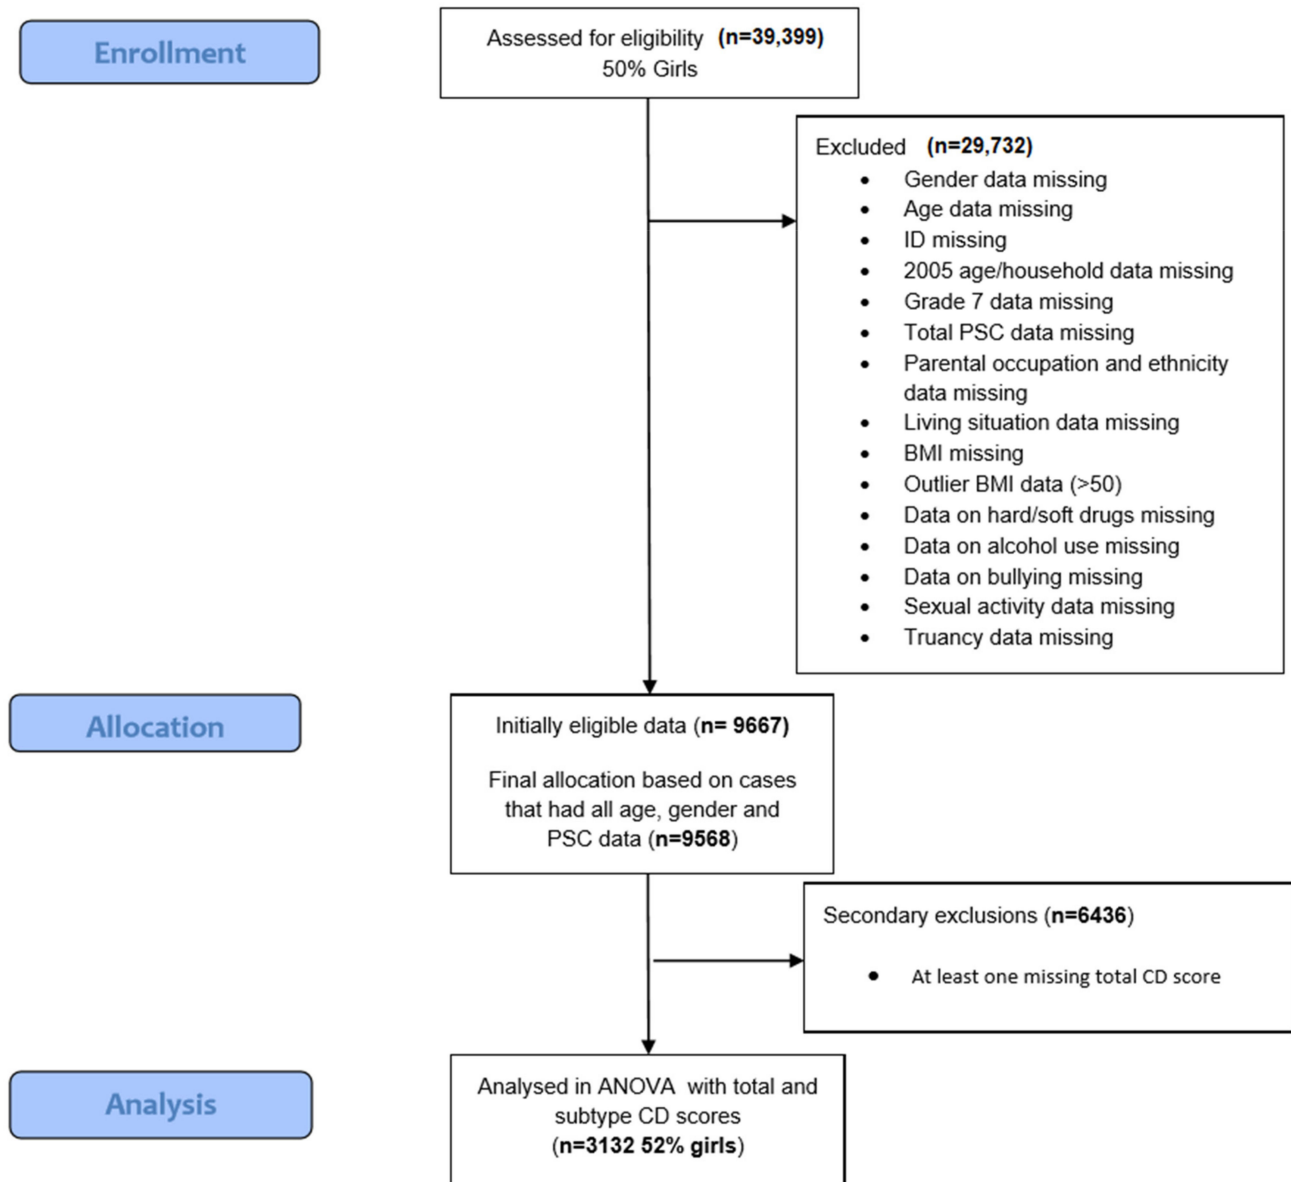 Enrollment
Assessed for eligibility (n=39,399)
50% Girls
Excluded (n=29,732)
• Gender data missing
• Age data missing
• ID missing
• 2005 age/household data missing
• Grade 7 data missing
• Total PSC data missing
• Parental occupation and ethnicity
data missing
• Living situation data missing
• BMI missing
• Outlier BMI data (>50)
• Data on hard/soft drugs missing
• Data on alcohol use missing
• Data on bullying missing
• Sexual activity data missing
• Truancy data missing
Allocation
Initially eligible data (n= 9667)
Final allocation based on cases
that had all age, gender and
PSC data (n=9568)
Secondary exclusions (n=6436)
• At least one missing total CD score
Analysis
Analysed in ANOVA with total and
subtype CD scores
(n=3132 52% girls)